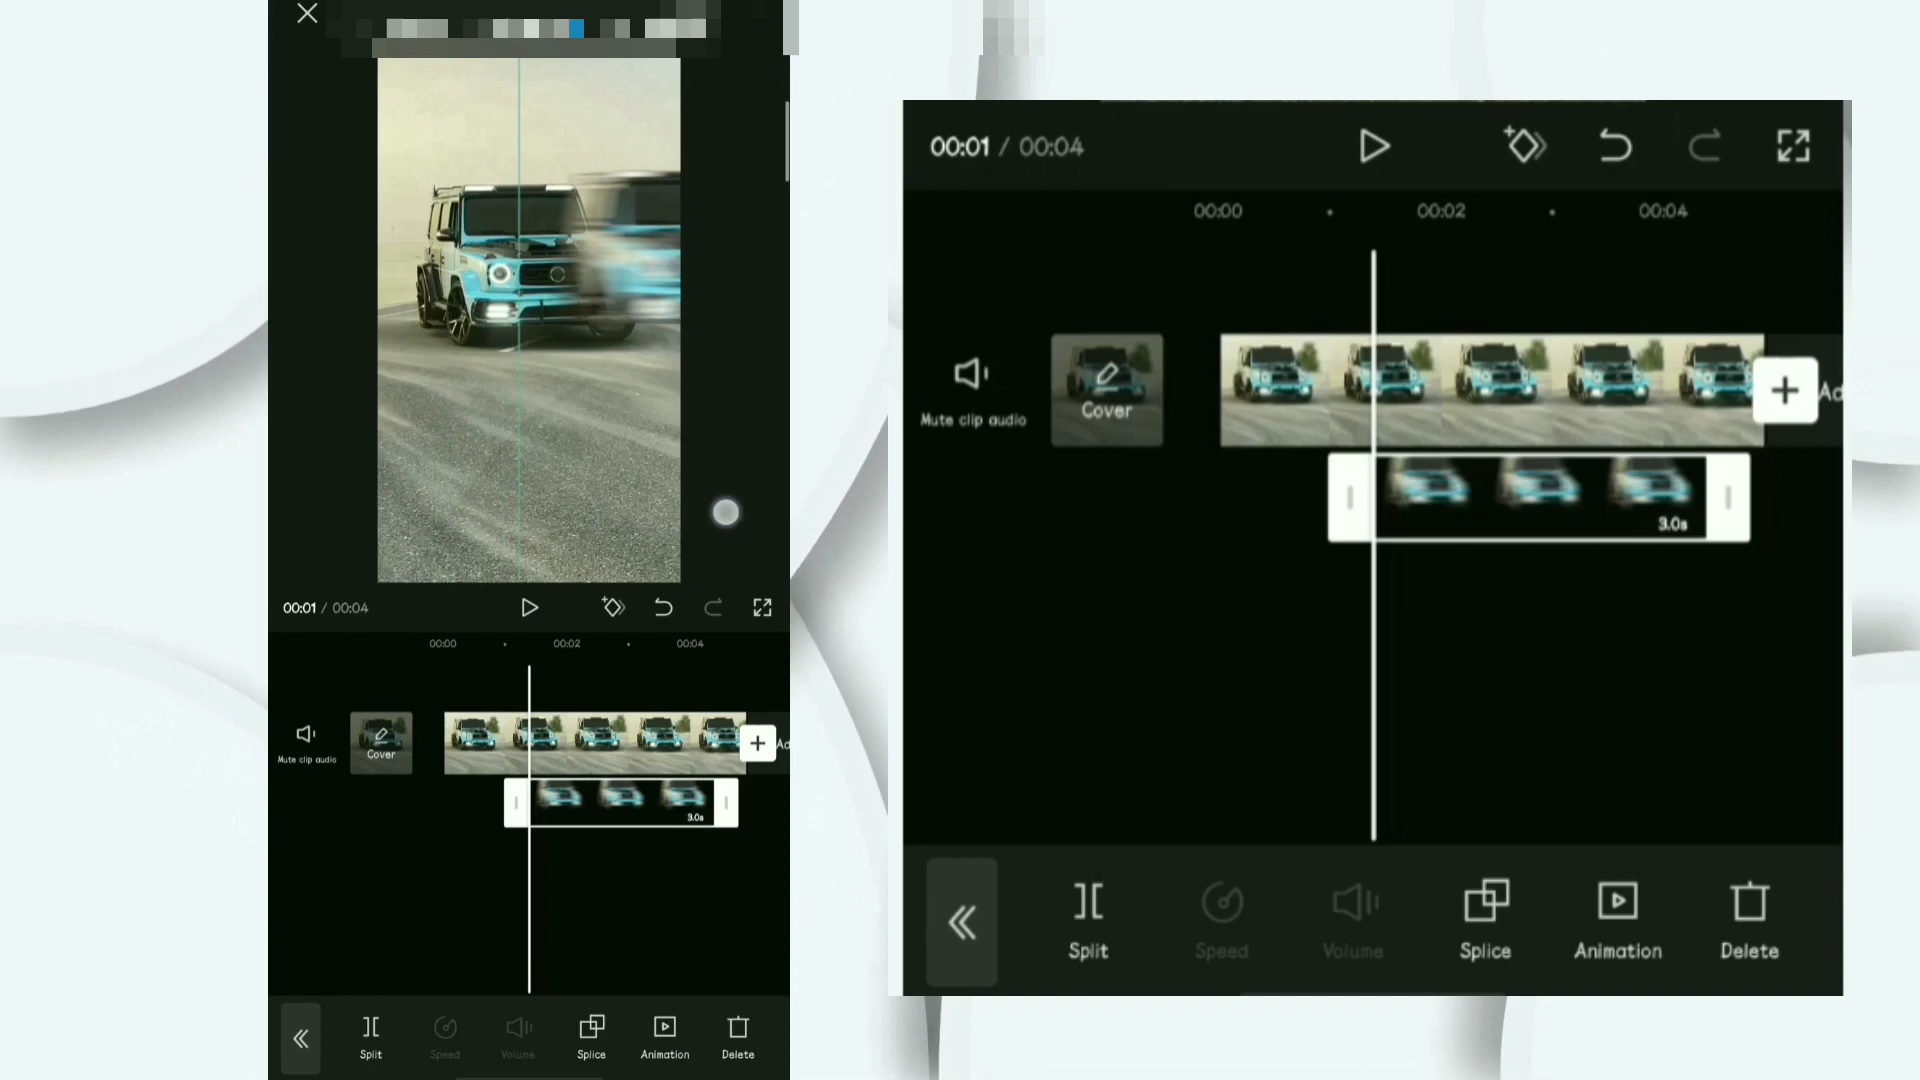 00:01 / 00:04
00:00 00:02 00:04
Mute clip audio
Cover
Ad
3.0s
Split Speed Volume Splice Animation Delete
00:01 / 00:04
00:00 00:02 00:04
Mute clip audio
Cover
Ad
3.0s
Split Speed Volume Splice Animation Delete